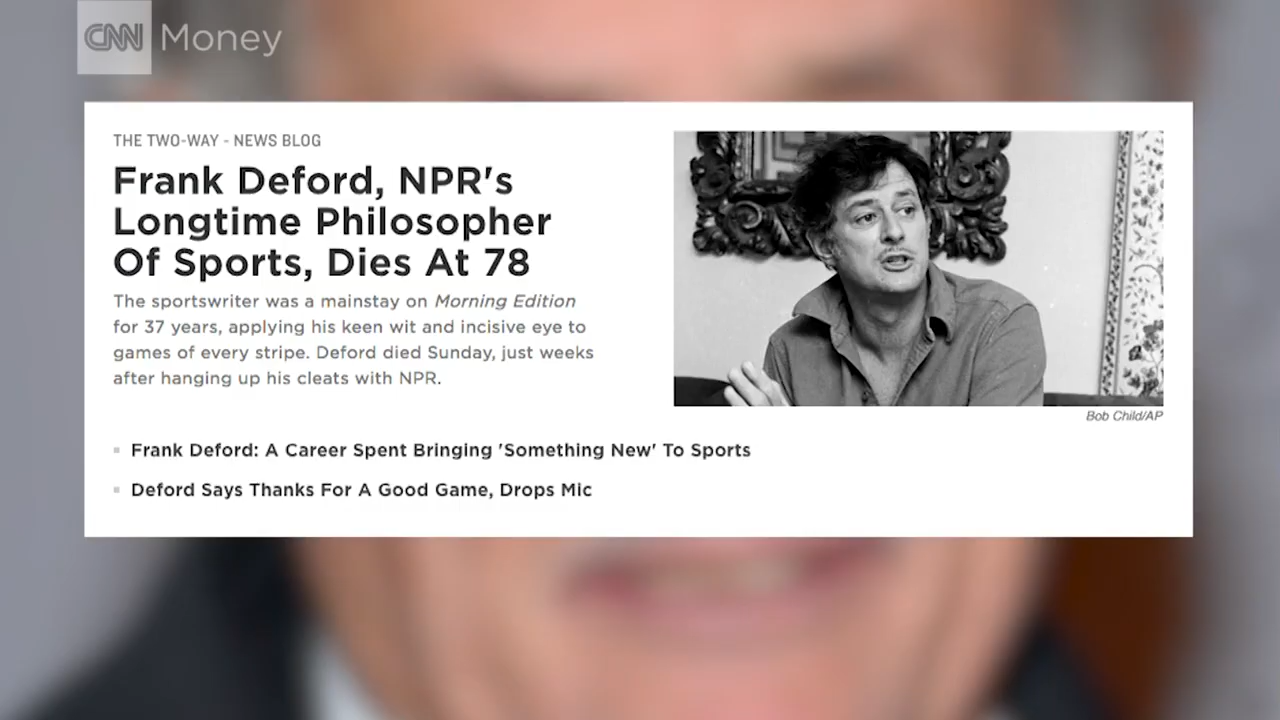 CNN Money
THE TWO-WAY - NEWS BLOG
Frank Deford, NPR's
Longtime Philosopher
Of Sports, Dies At 78
The sportswriter was a mainstay on Morning Edition
for 37 years, applying his keen wit and incisive eye to
games of every stripe. Deford died Sunday, just weeks
after hanging up his cleats with NPR.
Bob Child/AP
Frank Deford: A Career Spent Bringing 'Something New' To Sports
Deford Says Thanks For A Good Game, Drops Mic